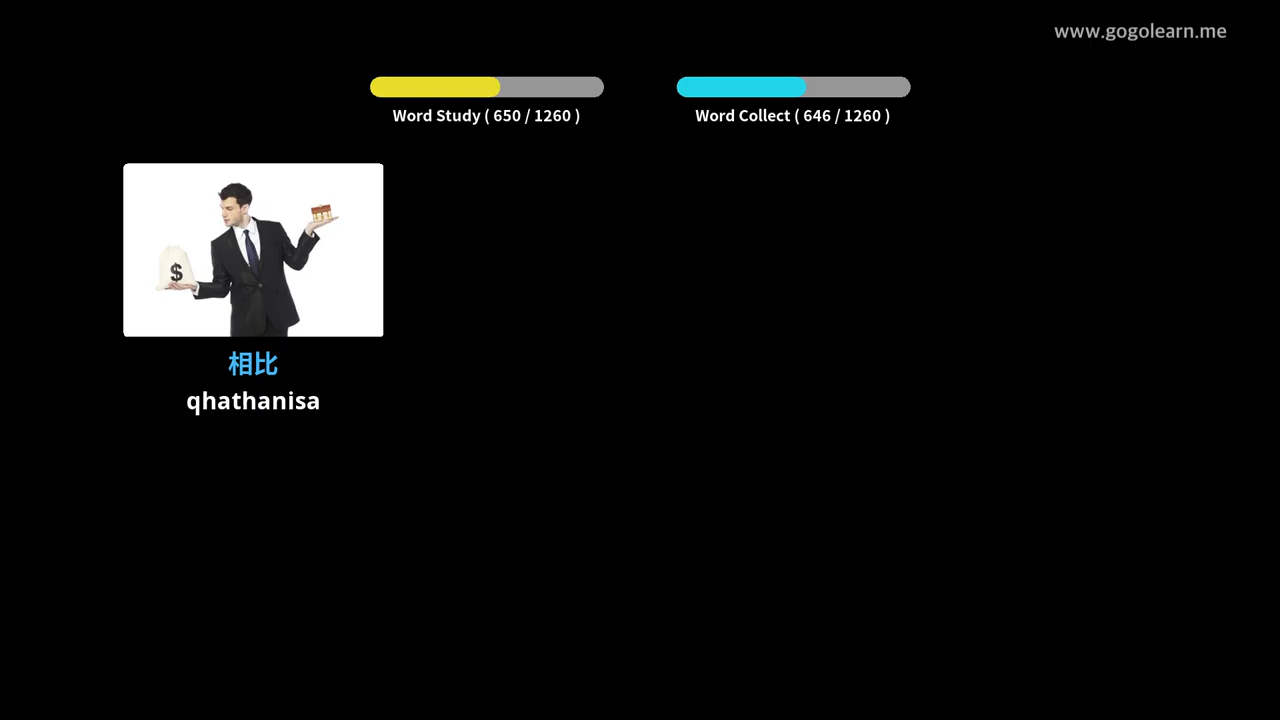 www.gogolearn.me
Word Study ( 650 / 1260 )
Word Collect ( 646 / 1260 )
$
相比
qhathanisa